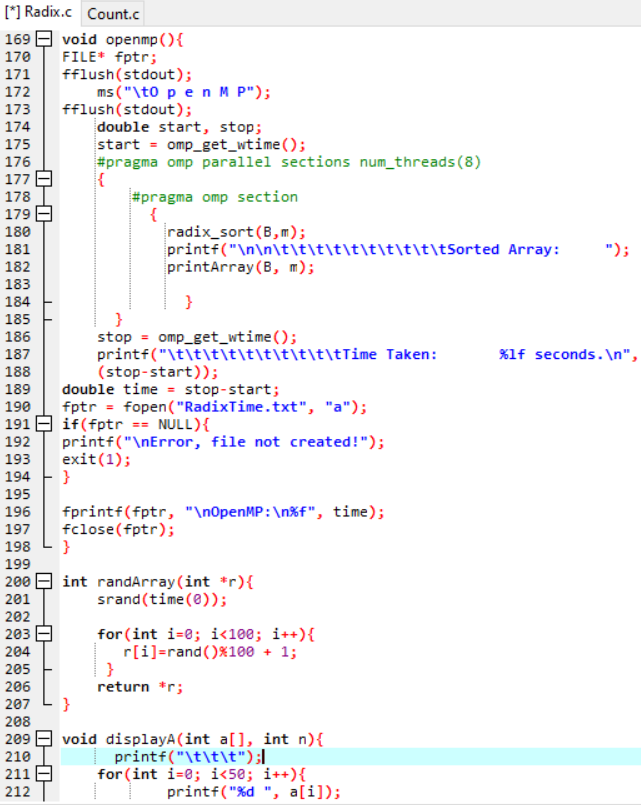 [*] Radix.c Count.c
169 void openmp(){
170 FILE* fptr;
171 fflush(stdout);
172     ms("\tO p e n M P");
173 fflush(stdout);
174     double start, stop;
175     start = omp_get_wtime();
176     #pragma omp parallel sections num_threads(8)
177     {
178         #pragma omp section
179           {
180             radix_sort(B,m);
181             printf("\n\n\t\t\t\t\t\t\t\t\t\tSorted Array:     ");
182             printArray(B, m);
183
184               }
185       }
186     stop = omp_get_wtime();
187     printf("\t\t\t\t\t\t\t\t\t\tTime Taken:       %lf seconds.\n",
188     (stop-start));
189 double time = stop-start;
190 fptr = fopen("RadixTime.txt", "a");
191 if(fptr == NULL){
192 printf("\nError, file not created!");
193 exit(1);
194 }
195
196 fprintf(fptr, "\nOpenMP:\n%f", time);
197 fclose(fptr);
198 }
199
200 int randArray(int *r){
201     srand(time(0));
202
203     for(int i=0; i<100; i++){
204        r[i]=rand()%100 + 1;
205      }
206     return *r;
207 }
208
209 void displayA(int a[], int n){
210       printf("\t\t\t");
211     for(int i=0; i<50; i++){
212             printf("%d ", a[i]);